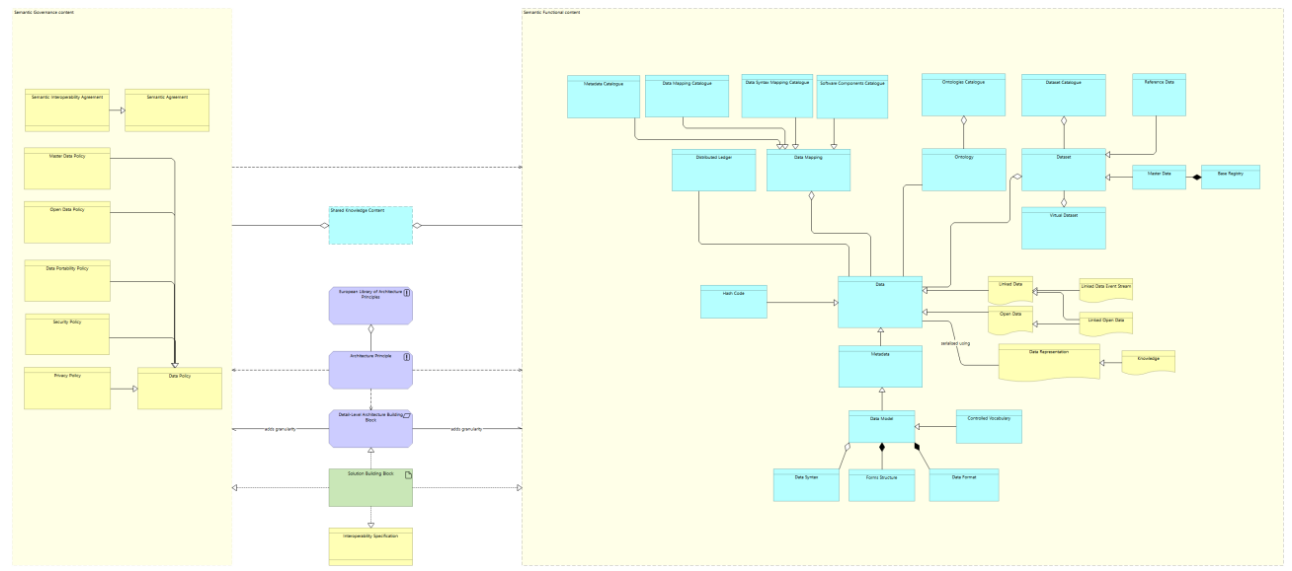 Semantic Governance content
Semantic Interoperability Agreement
Semantic Agreement
Master Data Policy
Open Data Policy
Data Portability Policy
Security Policy
Privacy Policy
Data Policy
Shared Knowledge Content
European Library of Architecture
Principles
Architecture Principle
Detail-Level Architecture Building
Block
adds granularity
adds granularity
Solution Building Block
Interoperability Specification
Semantic Functional content
Metadata Catalogue
Data Mapping Catalogue
Data Syntax Mapping Catalogue
Software Components Catalogue
Ontologies Catalogue
Dataset Catalogue
Reference Data
Distributed Ledger
Data Mapping
Ontology
Dataset
Master Data
Base Registry
Virtual Dataset
Hash Code
Data
Linked Data
Linked Data Event Stream
Open Data
Linked Open Data
serialised using
Data Representation
Knowledge
Metadata
Data Model
Controlled Vocabulary
Data Syntax
Forms Structure
Data Format